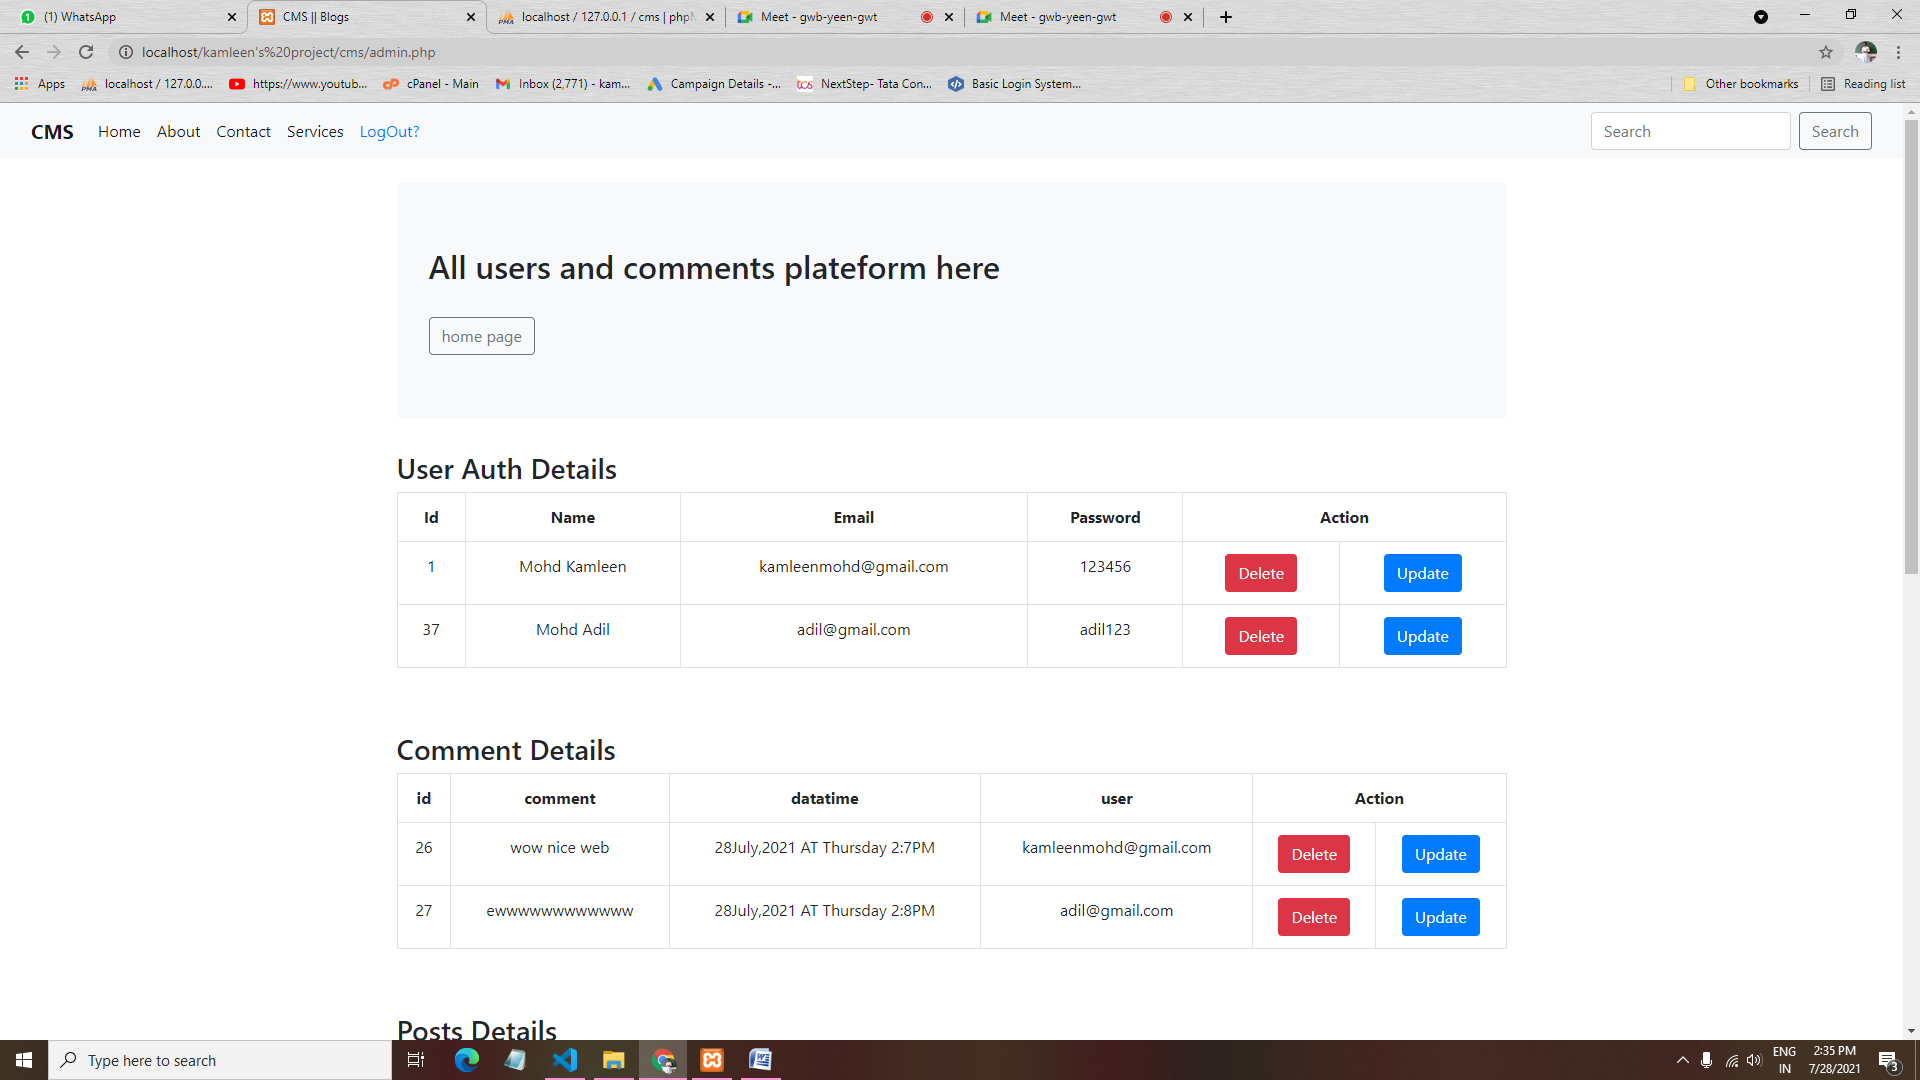 (1) WhatsApp
CMS || Blogs
localhost / 127.0.0.1 / cms | php
Meet - gwb-yeen-gwt
Meet - gwb-yeen-gwt
localhost/kamleen's%20project/cms/admin.php
Apps
localhost / 127.0.0....
https://www.youtub...
cPanel - Main
Inbox (2,771) - kam...
Campaign Details -...
NextStep- Tata Con...
Basic Login System...
Other bookmarks
Reading list
CMS Home About Contact Services LogOut?
Search Search
All users and comments plateform here
home page
User Auth Details
Id Name Email Password Action
1 Mohd Kamleen kamleenmohd@gmail.com 123456 Delete Update
37 Mohd Adil adil@gmail.com adil123 Delete Update
Comment Details
id comment datatime user Action
26 wow nice web 28July,2021 AT Thursday 2:7PM kamleenmohd@gmail.com Delete Update
27 ewwwwwwwwwwww 28July,2021 AT Thursday 2:8PM adil@gmail.com Delete Update
Posts Details
Type here to search
ENG
IN
2:35 PM
7/28/2021
3